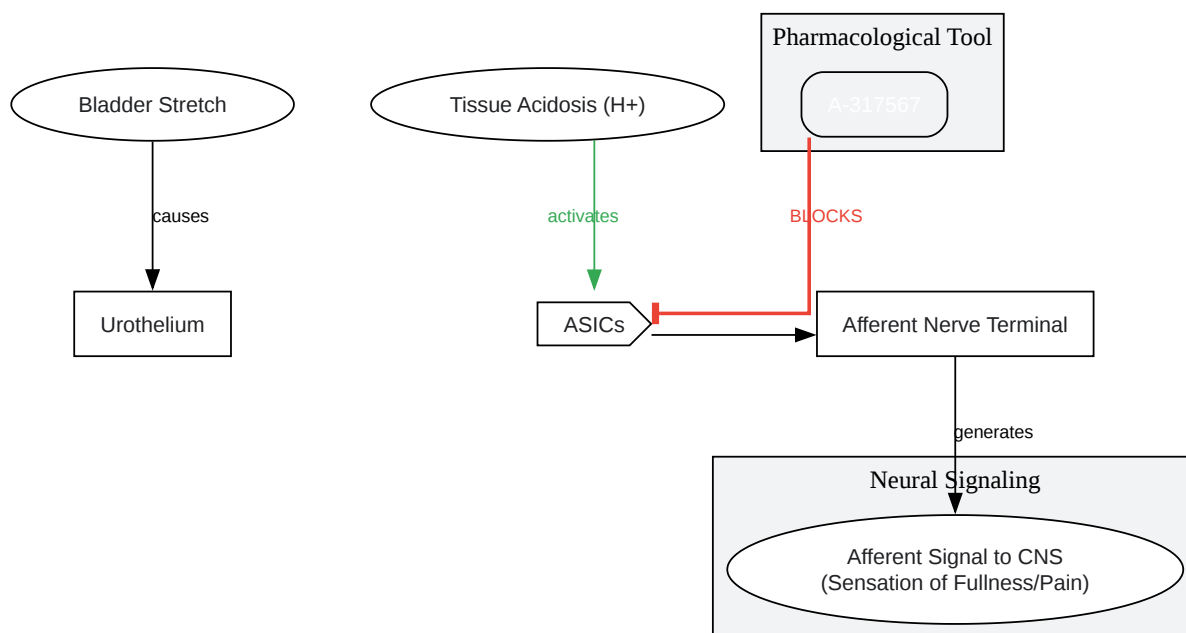 Pharmacological Tool
Bladder Stretch
Tissue Acidosis (H+)
A-317567
causes
activates
BLOCKS
Urothelium
ASICs
Afferent Nerve Terminal
generates
Neural Signaling
Afferent Signal to CNS
(Sensation of Fullness/Pain)